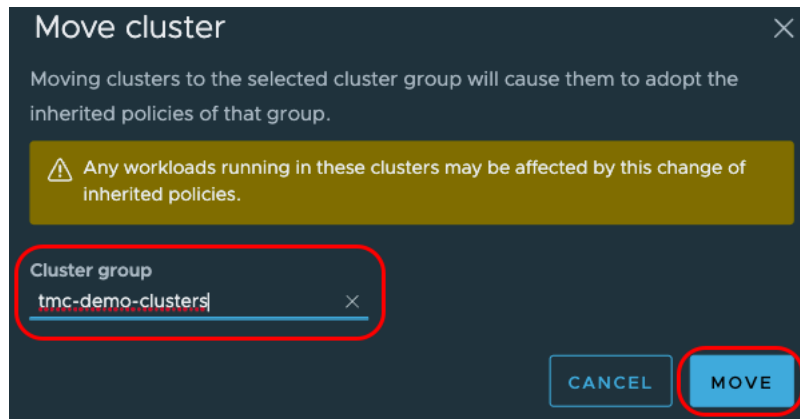 Move cluster
Moving clusters to the selected cluster group will cause them to adopt the
inherited policies of that group.
Any workloads running in these clusters may be affected by this change of
inherited policies.
Cluster group
tmc-demo-clusters
CANCEL
MOVE